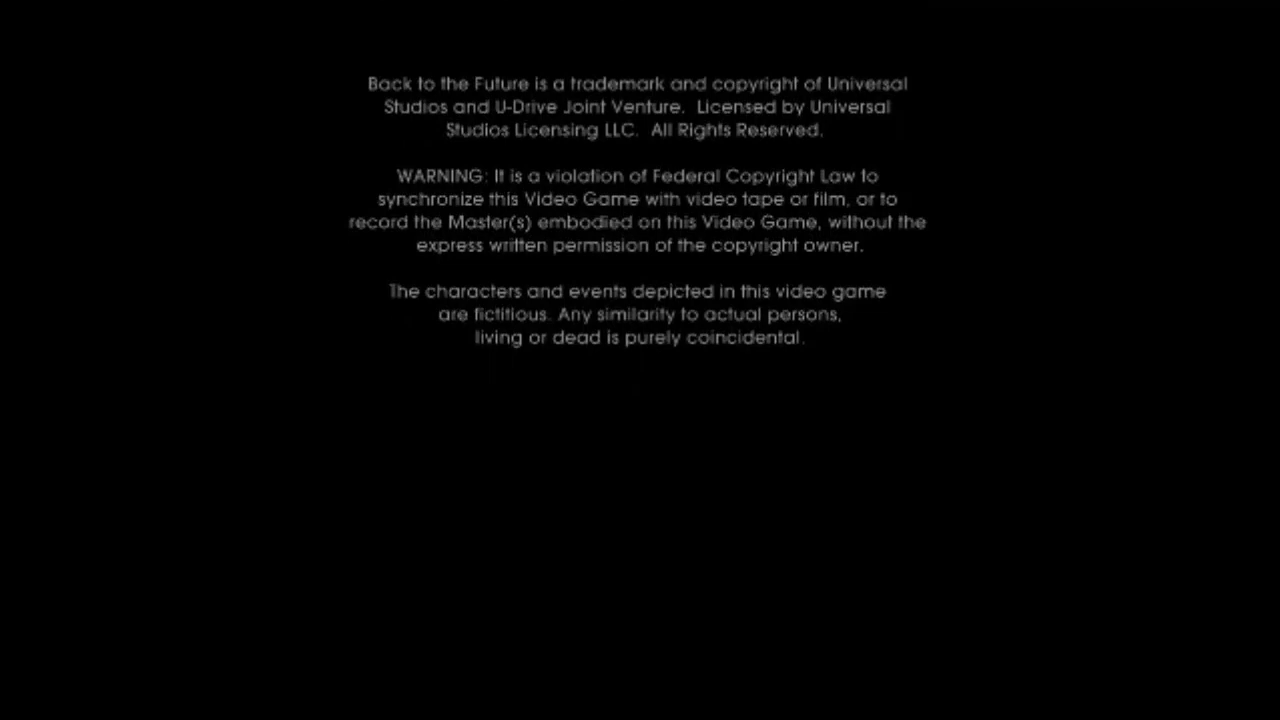 Back to the Future is a trademark and copyright of Universal
Studios and U-Drive Joint Venture.  Licensed by Universal
Studios Licensing LLC.  All Rights Reserved.
WARNING: It is a violation of Federal Copyright Law to
synchronize this Video Game with video tape or film, or to
record the Master(s) embodied on this Video Game, without the
express written permission of the copyright owner.
The characters and events depicted in this video game
are fictitious. Any similarity to actual persons,
living or dead is purely coincidental.